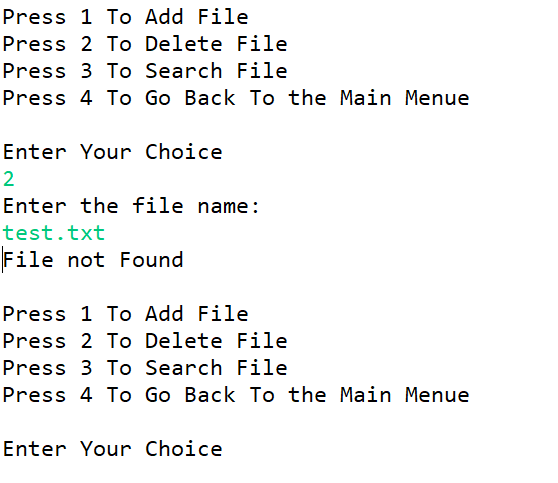 Press 1 To Add File
Press 2 To Delete File
Press 3 To Search File
Press 4 To Go Back To the Main Menue
Enter Your Choice
2
Enter the file name:
test.txt
File not Found
Press 1 To Add File
Press 2 To Delete File
Press 3 To Search File
Press 4 To Go Back To the Main Menue
Enter Your Choice